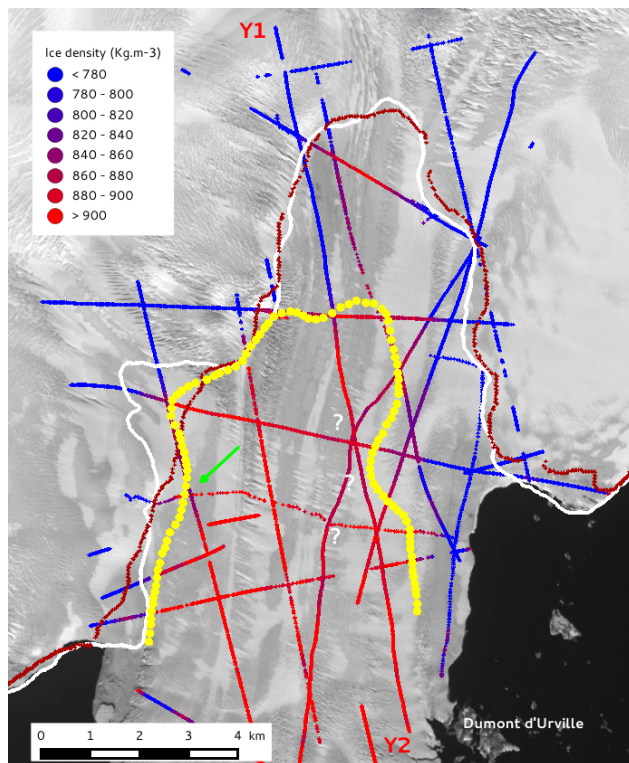 Y1
Ice density (Kg.m-3)
< 780
780 - 800
800 - 820
820 - 840
840 - 860
860 - 880
880 - 900
> 900
?
?
?
Dumont d'Urville
0 1 2 3 4 km
Y2